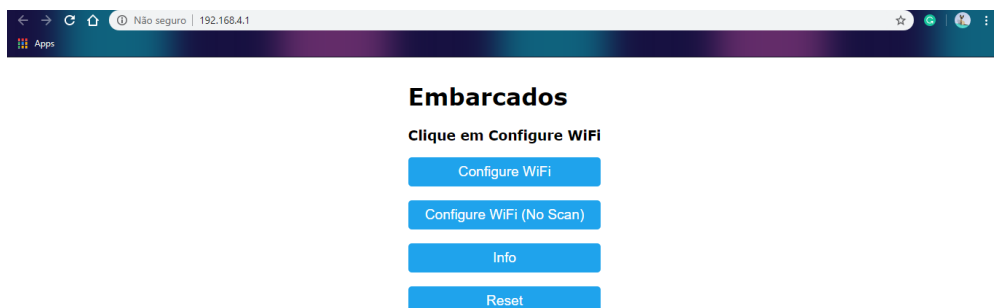 Não seguro | 192.168.4.1
Apps
Embarcados
Clique em Configure WiFi
Configure WiFi
Configure WiFi (No Scan)
Info
Reset